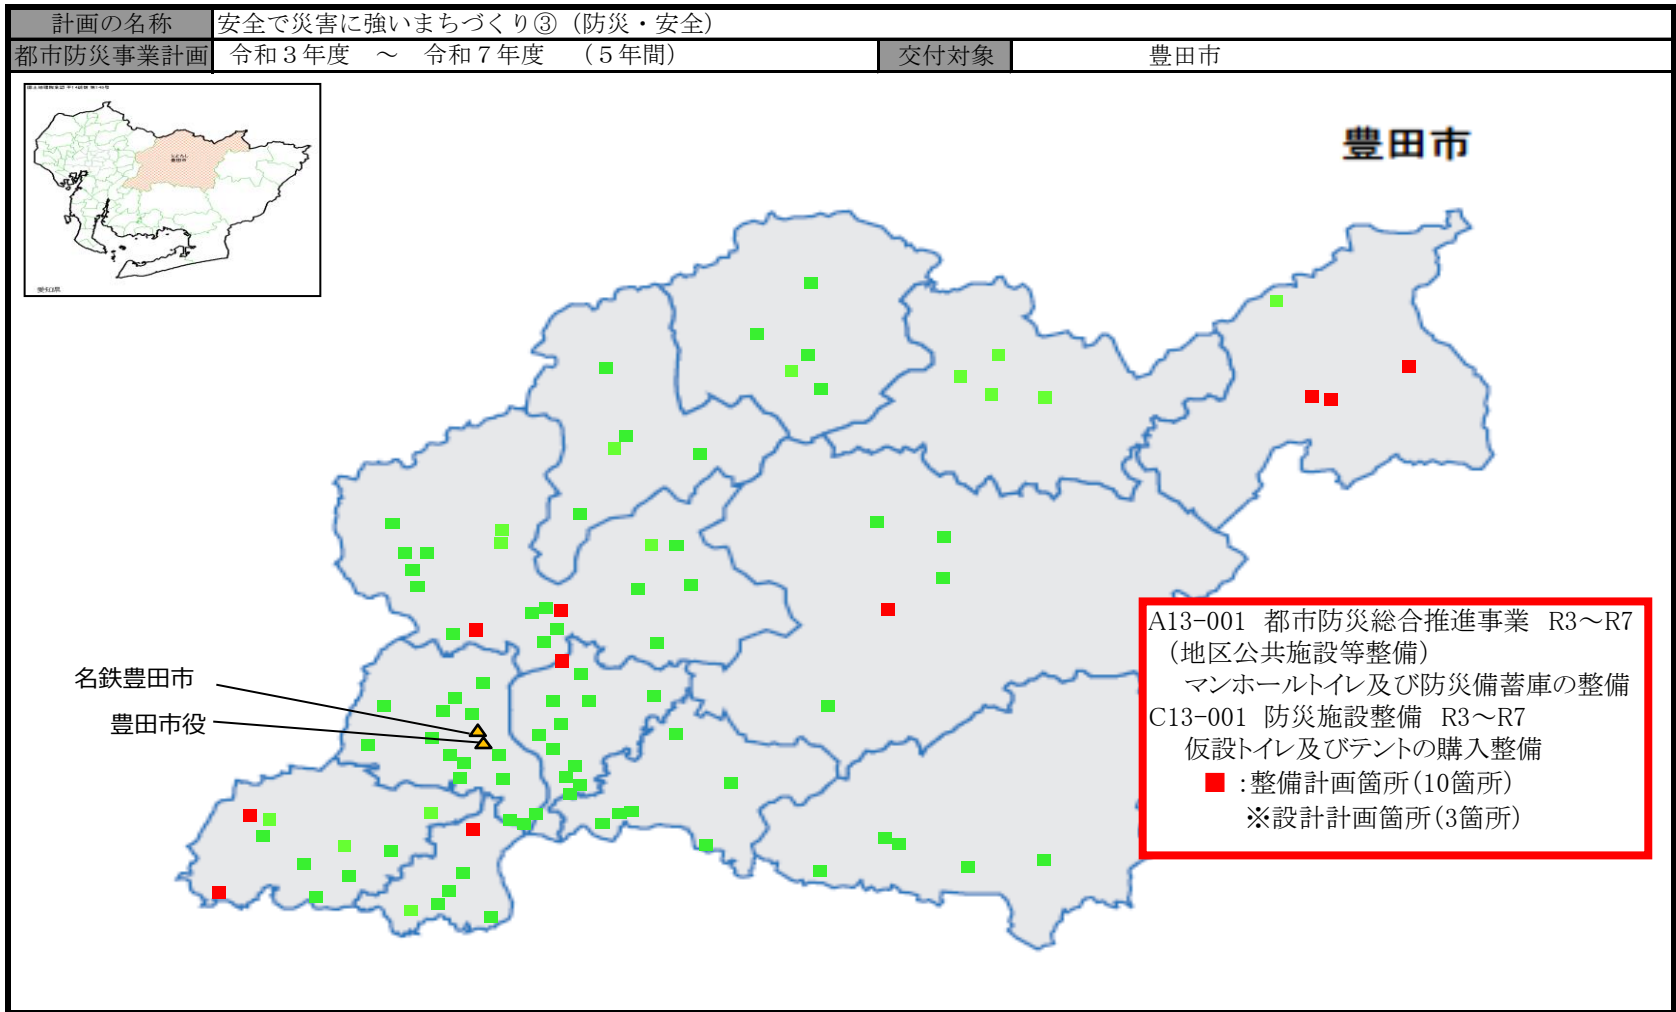 計画の名称 安全で災害に強いまちづくり③（防災・安全）
都市防災事業計画 令和３年度　～　令和７年度　（５年間） 交付対象 豊田市
豊田市
豊田市
愛知県
名鉄豊田市
豊田市役
A13-001 都市防災総合推進事業 R3～R7
（地区公共施設等整備）
マンホールトイレ及び防災備蓄庫の整備
C13-001 防災施設整備 R3～R7
仮設トイレ及びテントの購入整備
■：整備計画箇所(10箇所)
※設計計画箇所(3箇所)